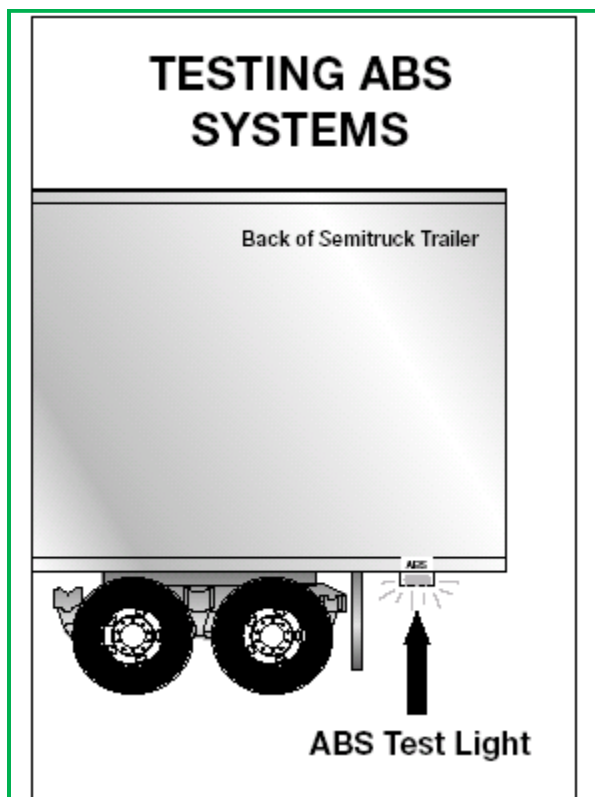 TESTING ABS
SYSTEMS
Back of Semitruck Trailer
ABS
ABS Test Light